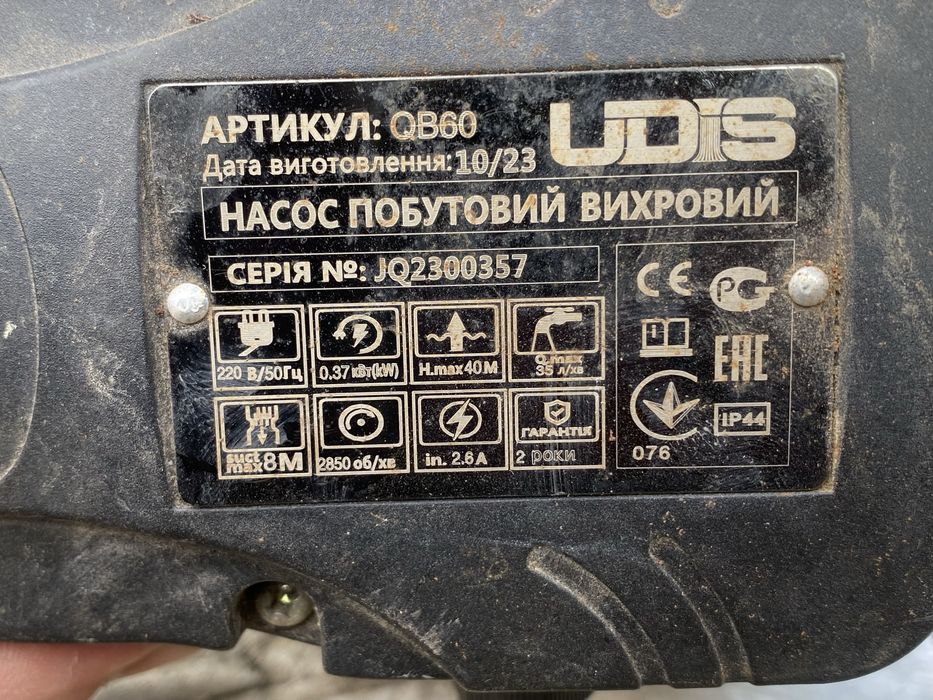 АРТИКУЛ: QB60
UDIS
Дата виготовлення: 10/23
НАСОС ПОБУТОВИЙ ВИХРОВИЙ
СЕРІЯ №: JQ2300357
220 В/50Гц
0.37 кВт(kW)
H.max 40 М
Q.max
35 л/хв
suct
max 8 М
2850 об/хв
in. 2.6 A
ГАРАНТІЯ
2 роки
CE
PG
i
EAC
076
IP44